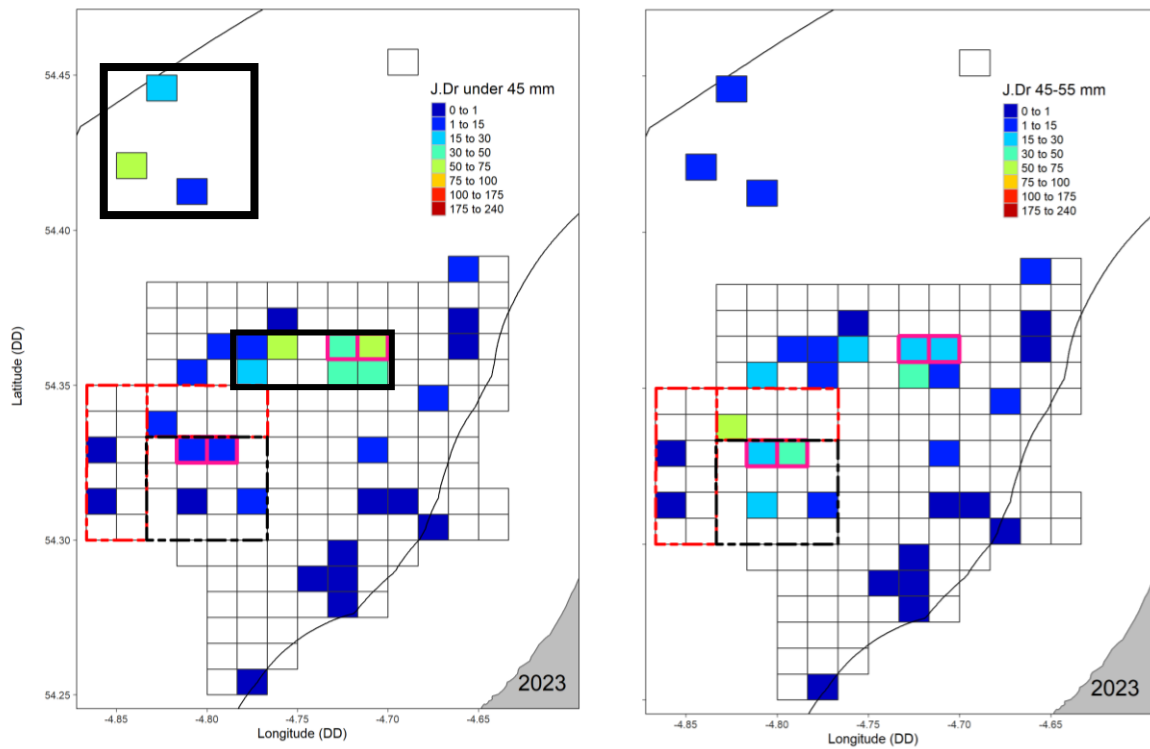 54.45
54.40
54.35
54.30
54.25
Latitude (DD)
J.Dr under 45 mm
0 to 1
1 to 15
15 to 30
30 to 50
50 to 75
75 to 100
100 to 175
175 to 240
2023
-4.85
-4.80
-4.75
-4.70
-4.65
Longitude (DD)
J.Dr 45-55 mm
0 to 1
1 to 15
15 to 30
30 to 50
50 to 75
75 to 100
100 to 175
175 to 240
2023
-4.85
-4.80
-4.75
-4.70
-4.65
Longitude (DD)